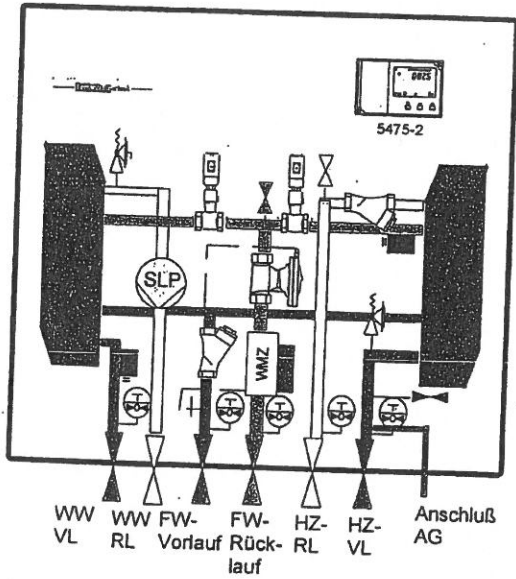 5475-2
G
G
SLP
WMZ
T
T
T
T
WW
VL
WW
RL
FW-
Vorlauf
FW-
Rück-
lauf
HZ-
RL
HZ-
VL
Anschluß
AG